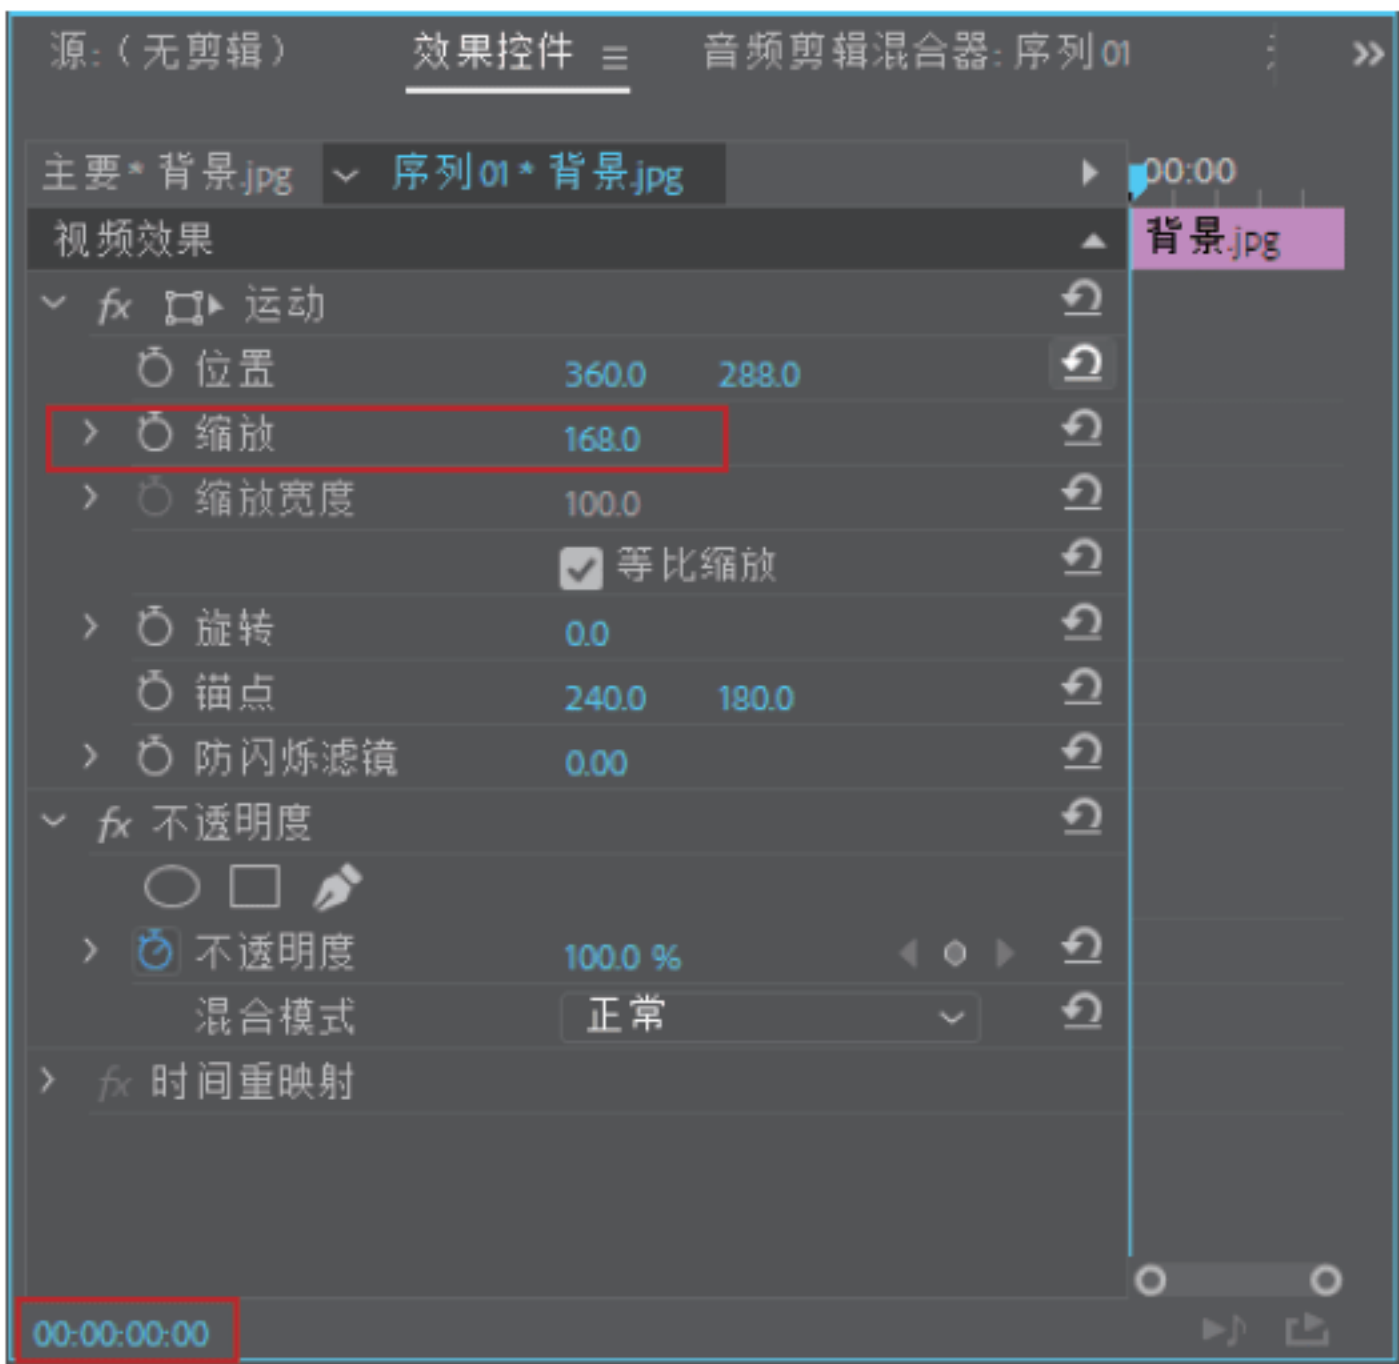 源:（无剪辑） 效果控件 音频剪辑混合器: 序列 01
主要 * 背景.jpg 序列 01 * 背景.jpg 00:00
视频效果 背景.jpg
fx 运动
位置 360.0 288.0
缩放 168.0
缩放宽度 100.0
等比缩放
旋转 0.0
锚点 240.0 180.0
防闪烁滤镜 0.00
fx 不透明度
不透明度 100.0 %
混合模式 正常
fx 时间重映射
00:00:00:00